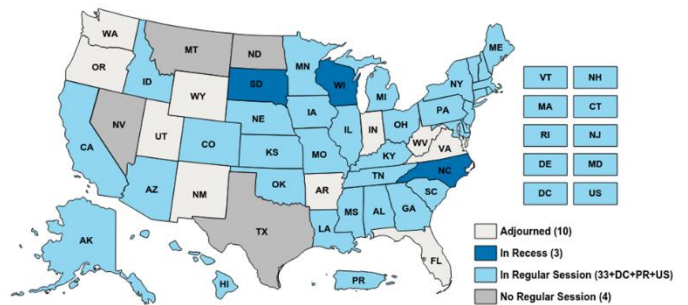 WA
MT
ND
ME
OR
MN
ID
SD
WI
NY
WY
MI
VT NH
NE
IA
PA
MA CT
NV
UT
IL
IN
OH
CA
CO
WV
VA
RI NJ
KS
MO
KY
DE MD
TN
NC
AZ
NM
OK
AR
SC
DC US
MS
AL
GA
TX
LA
Adjourned (10)
AK
In Recess (3)
FL
In Regular Session (33+DC+PR+US)
HI
PR
No Regular Session (4)